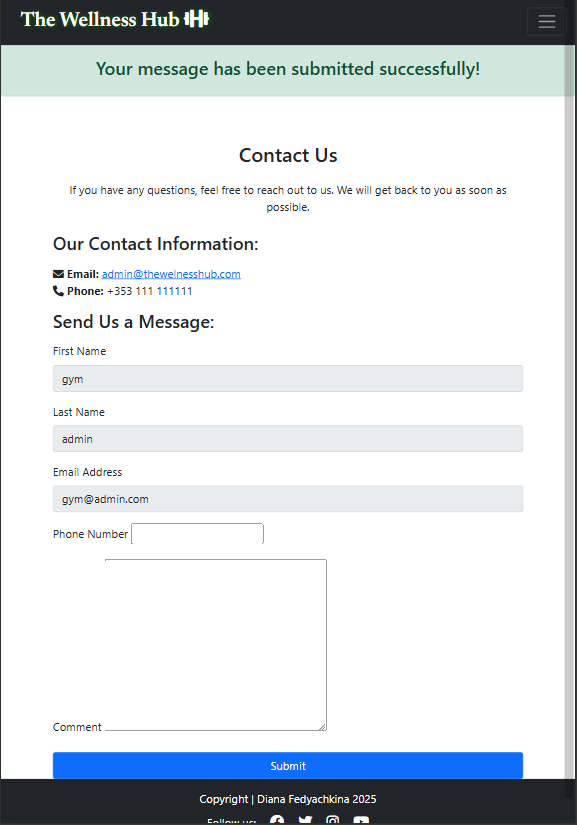 The Wellness Hub
Your message has been submitted successfully!
Contact Us
If you have any questions, feel free to reach out to us. We will get back to you as soon as
possible.
Our Contact Information:
Email: admin@thewelnesshub.com
Phone: +353 111 111111
Send Us a Message:
First Name
gym
Last Name
admin
Email Address
gym@admin.com
Phone Number
Comment
Submit
Copyright | Diana Fedyachkina 2025
Follow us: